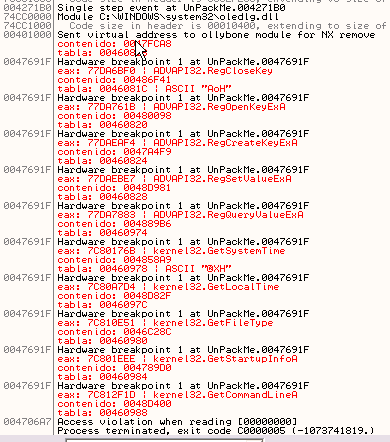 004271B0 Single step event at UnPackMe.004271B0
74CC0000 Module C:\WINDOWS\system32\oledlg.dll
74CC1000 Code size in header is 00010400, extending to size of
00401000 Sent virtual address to ollybone module for NX remove
contenido: 0047FCA8
tabla:
0047691F Hardware breakpoint 1 at UnPackMe.0047691F
eax: 77DA6BF0 | ADVAPI32.RegCloseKey
contenido: 00486F41
tabla: 0046081C | ASCII "AoH"
0047691F Hardware breakpoint 1 at UnPackMe.0047691F
eax: 77DA761B | ADVAPI32.RegOpenKeyExA
contenido: 00480098
tabla: 00460820
0047691F Hardware breakpoint 1 at UnPackMe.0047691F
eax: 77DAEAF4 | ADVAPI32.RegCreateKeyExA
contenido: 0047A4F9
tabla: 00460824
0047691F Hardware breakpoint 1 at UnPackMe.0047691F
eax: 77DAEBE7 | ADVAPI32.RegSetValueExA
contenido: 0048D981
tabla: 00460828
0047691F Hardware breakpoint 1 at UnPackMe.0047691F
eax: 77DA7883 | ADVAPI32.RegQueryValueExA
contenido: 004889B6
tabla: 00460974
0047691F Hardware breakpoint 1 at UnPackMe.0047691F
eax: 7C80176B | kernel32.GetSystemTime
contenido: 004858A9
tabla: 00460978 | ASCII "@XH"
0047691F Hardware breakpoint 1 at UnPackMe.0047691F
eax: 7C80A7D4 | kernel32.GetLocalTime
contenido: 0048D82F
tabla: 0046097C
0047691F Hardware breakpoint 1 at UnPackMe.0047691F
eax: 7C810E51 | kernel32.GetFileType
contenido: 0046C28C
tabla: 00460980
0047691F Hardware breakpoint 1 at UnPackMe.0047691F
eax: 7C801EEE | kernel32.GetStartupInfoA
contenido: 004789D0
tabla: 00460984
0047691F Hardware breakpoint 1 at UnPackMe.0047691F
eax: 7C812F1D | kernel32.GetCommandLineA
contenido: 0048D400
tabla: 00460988
004706A7 Access violation when reading [00000000]
Process terminated, exit code C0000005 (-1073741819.)